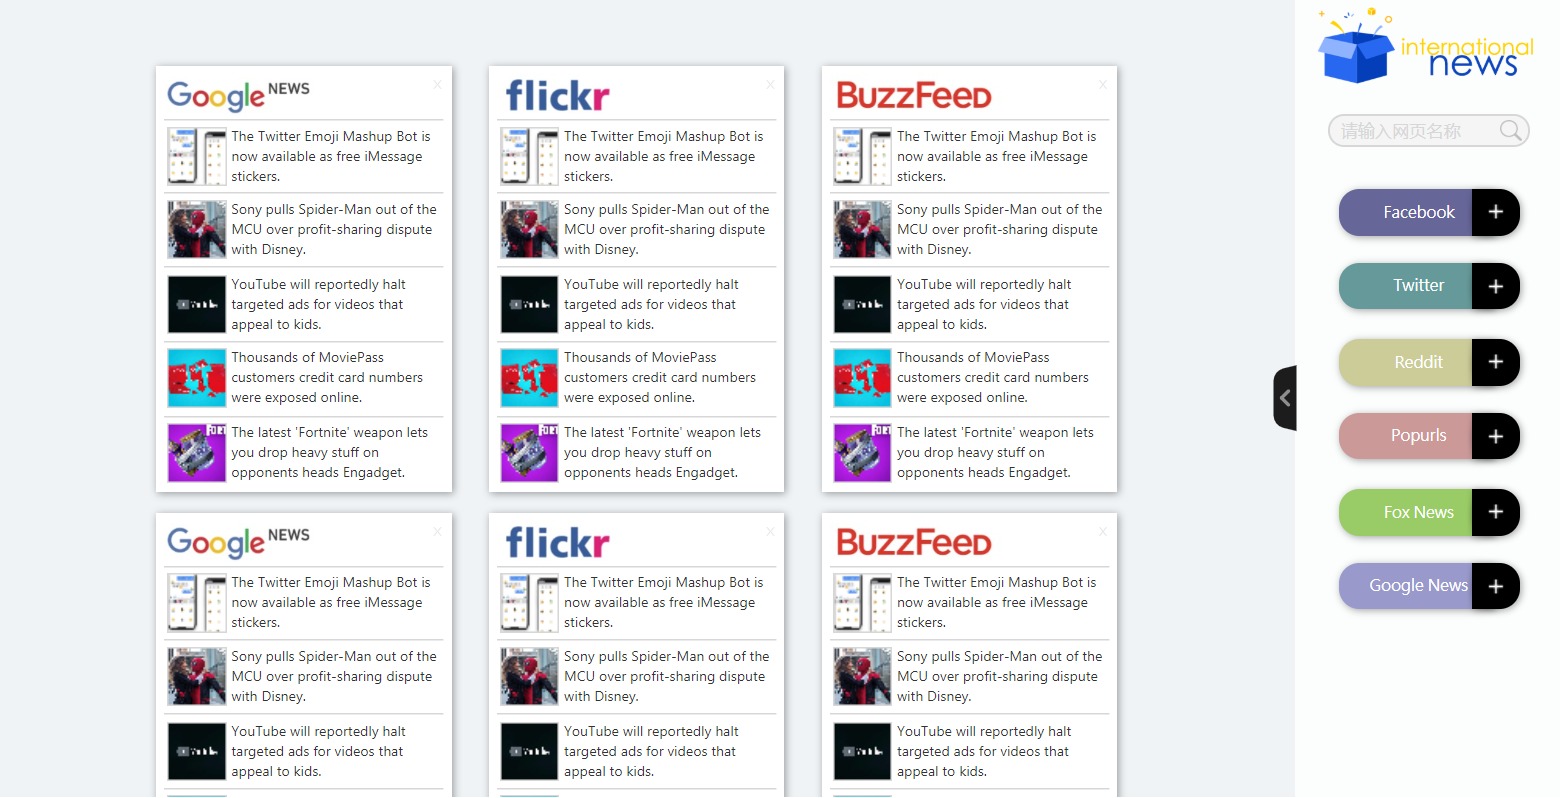 Google NEWS
x
The Twitter Emoji Mashup Bot is
now available as free iMessage
stickers.
Sony pulls Spider-Man out of the
MCU over profit-sharing dispute
with Disney.
YouTube will reportedly halt
targeted ads for videos that
appeal to kids.
Thousands of MoviePass
customers credit card numbers
were exposed online.
The latest 'Fortnite' weapon lets
you drop heavy stuff on
opponents heads Engadget.
flickr
x
The Twitter Emoji Mashup Bot is
now available as free iMessage
stickers.
Sony pulls Spider-Man out of the
MCU over profit-sharing dispute
with Disney.
YouTube will reportedly halt
targeted ads for videos that
appeal to kids.
Thousands of MoviePass
customers credit card numbers
were exposed online.
The latest 'Fortnite' weapon lets
you drop heavy stuff on
opponents heads Engadget.
BuzzFeed
x
The Twitter Emoji Mashup Bot is
now available as free iMessage
stickers.
Sony pulls Spider-Man out of the
MCU over profit-sharing dispute
with Disney.
YouTube will reportedly halt
targeted ads for videos that
appeal to kids.
Thousands of MoviePass
customers credit card numbers
were exposed online.
The latest 'Fortnite' weapon lets
you drop heavy stuff on
opponents heads Engadget.
Google NEWS
x
The Twitter Emoji Mashup Bot is
now available as free iMessage
stickers.
Sony pulls Spider-Man out of the
MCU over profit-sharing dispute
with Disney.
YouTube will reportedly halt
targeted ads for videos that
appeal to kids.
flickr
x
The Twitter Emoji Mashup Bot is
now available as free iMessage
stickers.
Sony pulls Spider-Man out of the
MCU over profit-sharing dispute
with Disney.
YouTube will reportedly halt
targeted ads for videos that
appeal to kids.
BuzzFeed
x
The Twitter Emoji Mashup Bot is
now available as free iMessage
stickers.
Sony pulls Spider-Man out of the
MCU over profit-sharing dispute
with Disney.
YouTube will reportedly halt
targeted ads for videos that
appeal to kids.
international
news
请输入网页名称
Facebook +
Twitter +
Reddit +
Popurls +
Fox News +
Google News +